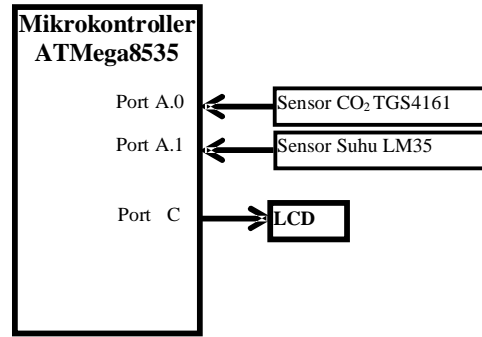 Mikrokontroller
ATMega8535
Port A.0
Sensor CO₂ TGS4161
Port A.1
Sensor Suhu LM35
Port C
LCD